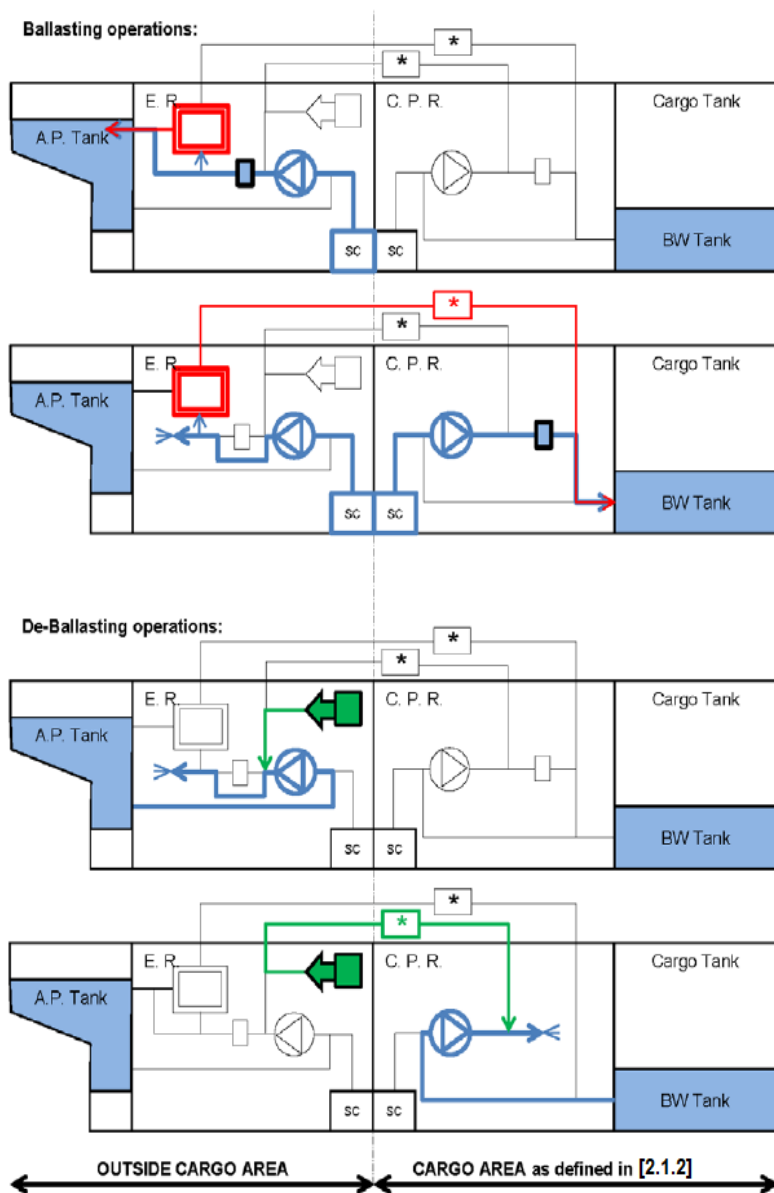 Ballasting operations:
*
*
E. R.
C. P. R.
Cargo Tank
A.P. Tank
BW Tank
sc
sc
*
*
E. R.
C. P. R.
Cargo Tank
A.P. Tank
BW Tank
sc
sc
De-Ballasting operations:
*
*
E. R.
C. P. R.
Cargo Tank
A.P. Tank
BW Tank
sc
sc
*
*
E. R.
C. P. R.
Cargo Tank
A.P. Tank
BW Tank
sc
sc
OUTSIDE CARGO AREA
CARGO AREA as defined in [2.1.2]